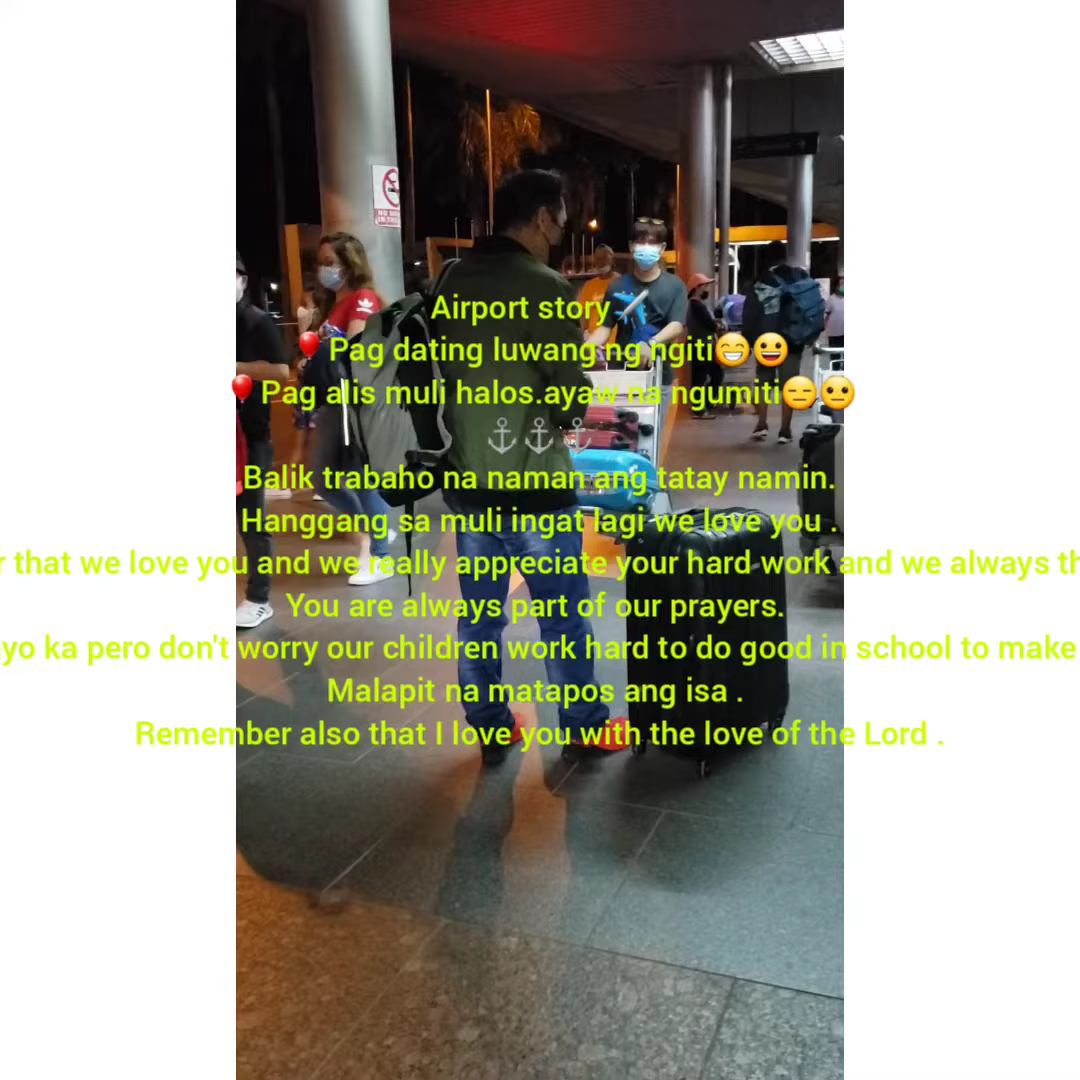 Airport story
🎈 Pag dating luwang ng ngiti😁😀
🎈 Pag alis muli halos.ayaw na ngumiti😑😐
⚓⚓⚓
Balik trabaho na naman ang tatay namin.
Hanggang sa muli ingat lagi we love you .
that we love you and we really appreciate your hard work and we always
You are always part of our prayers.
ka pero don't worry our children work hard to do good in school to make
Malapit na matapos ang isa .
Remember also that I love you with the love of the Lord .
NO